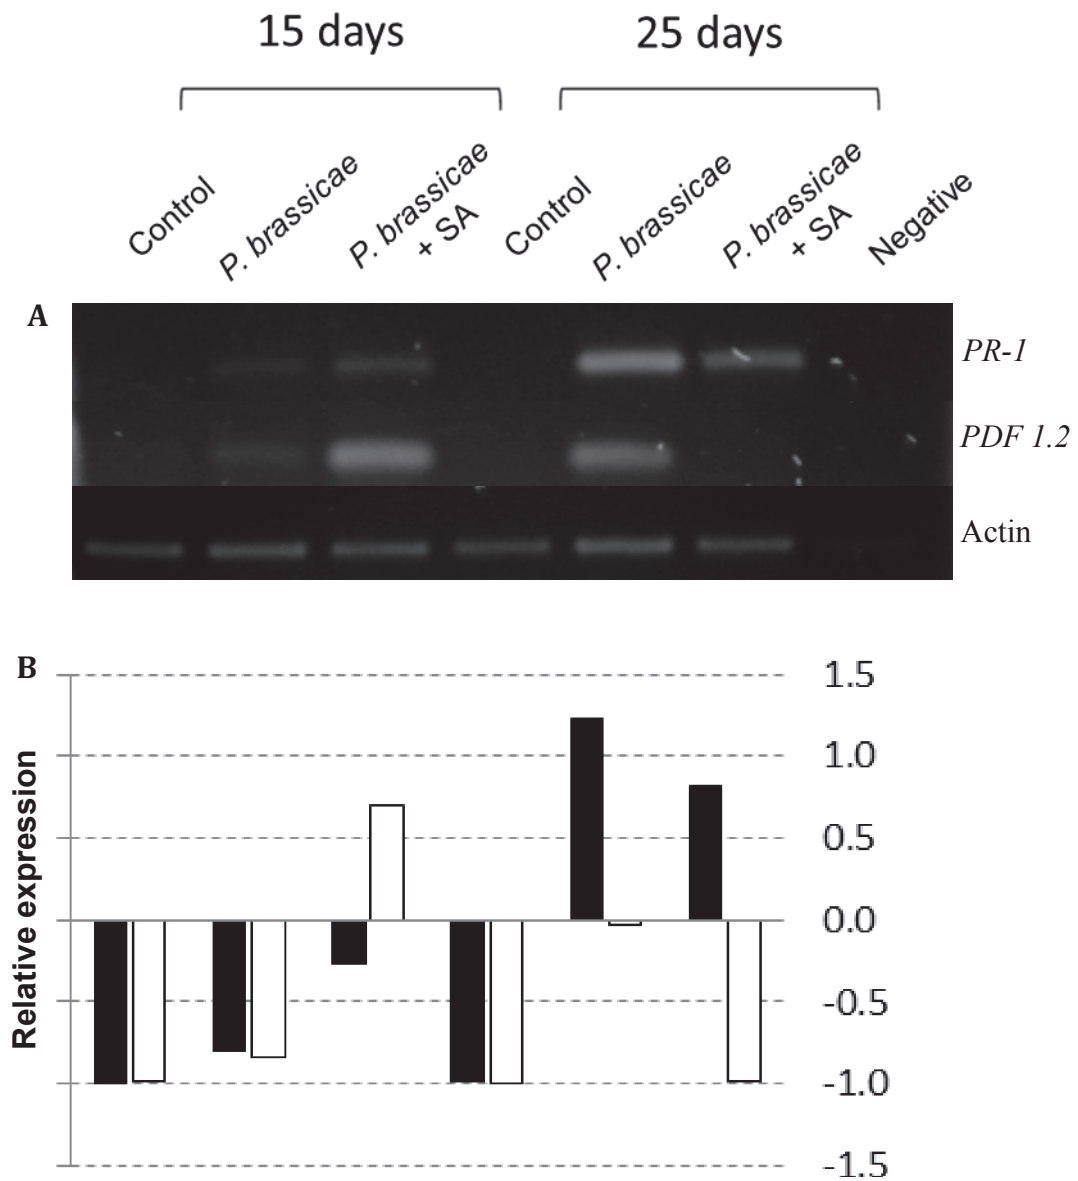 15 days
25 days
Control
P. brassicae
P. brassicae
+ SA
Control
P. brassicae
P. brassicae
+ SA
Negative
A
PR-1
PDF 1.2
Actin
B
1.5
1.0
0.5
0.0
-0.5
-1.0
-1.5
Relative expression